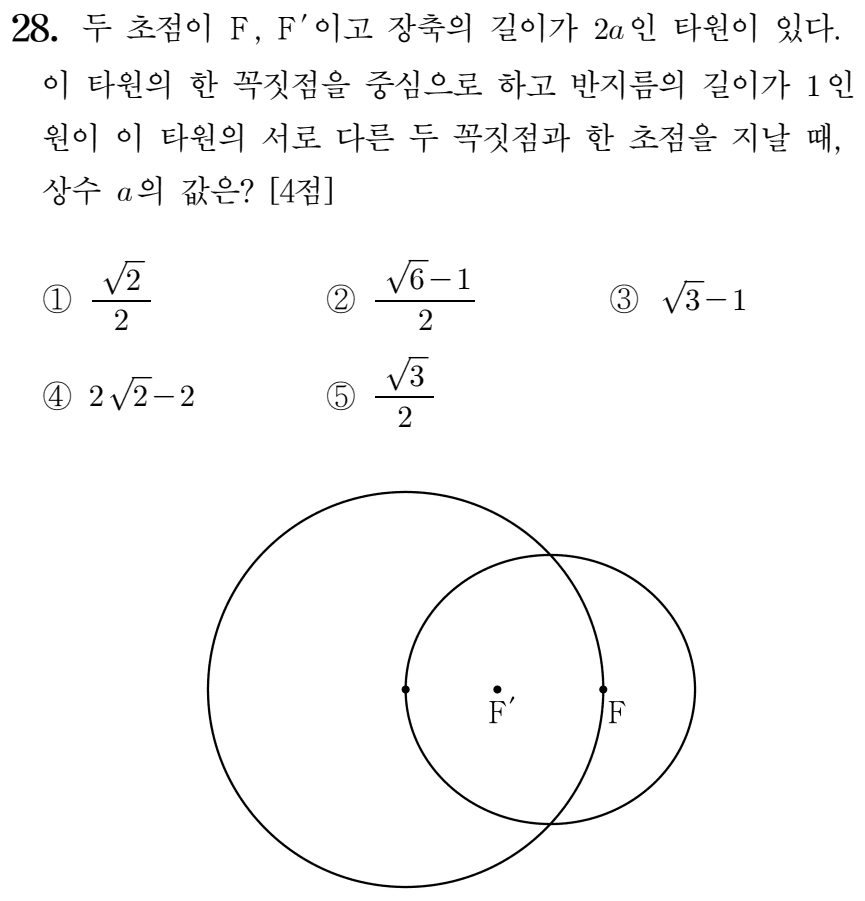 28. 두 초점이 F, F′이고 장축의 길이가 2a인 타원이 있다.
이 타원의 한 꼭짓점을 중심으로 하고 반지름의 길이가 1인
원이 이 타원의 서로 다른 두 꼭짓점과 한 초점을 지날 때,
상수 a의 값은? [4점]
① √2/2 ② (√6−1)/2 ③ √3−1
④ 2√2−2 ⑤ √3/2
F′ F